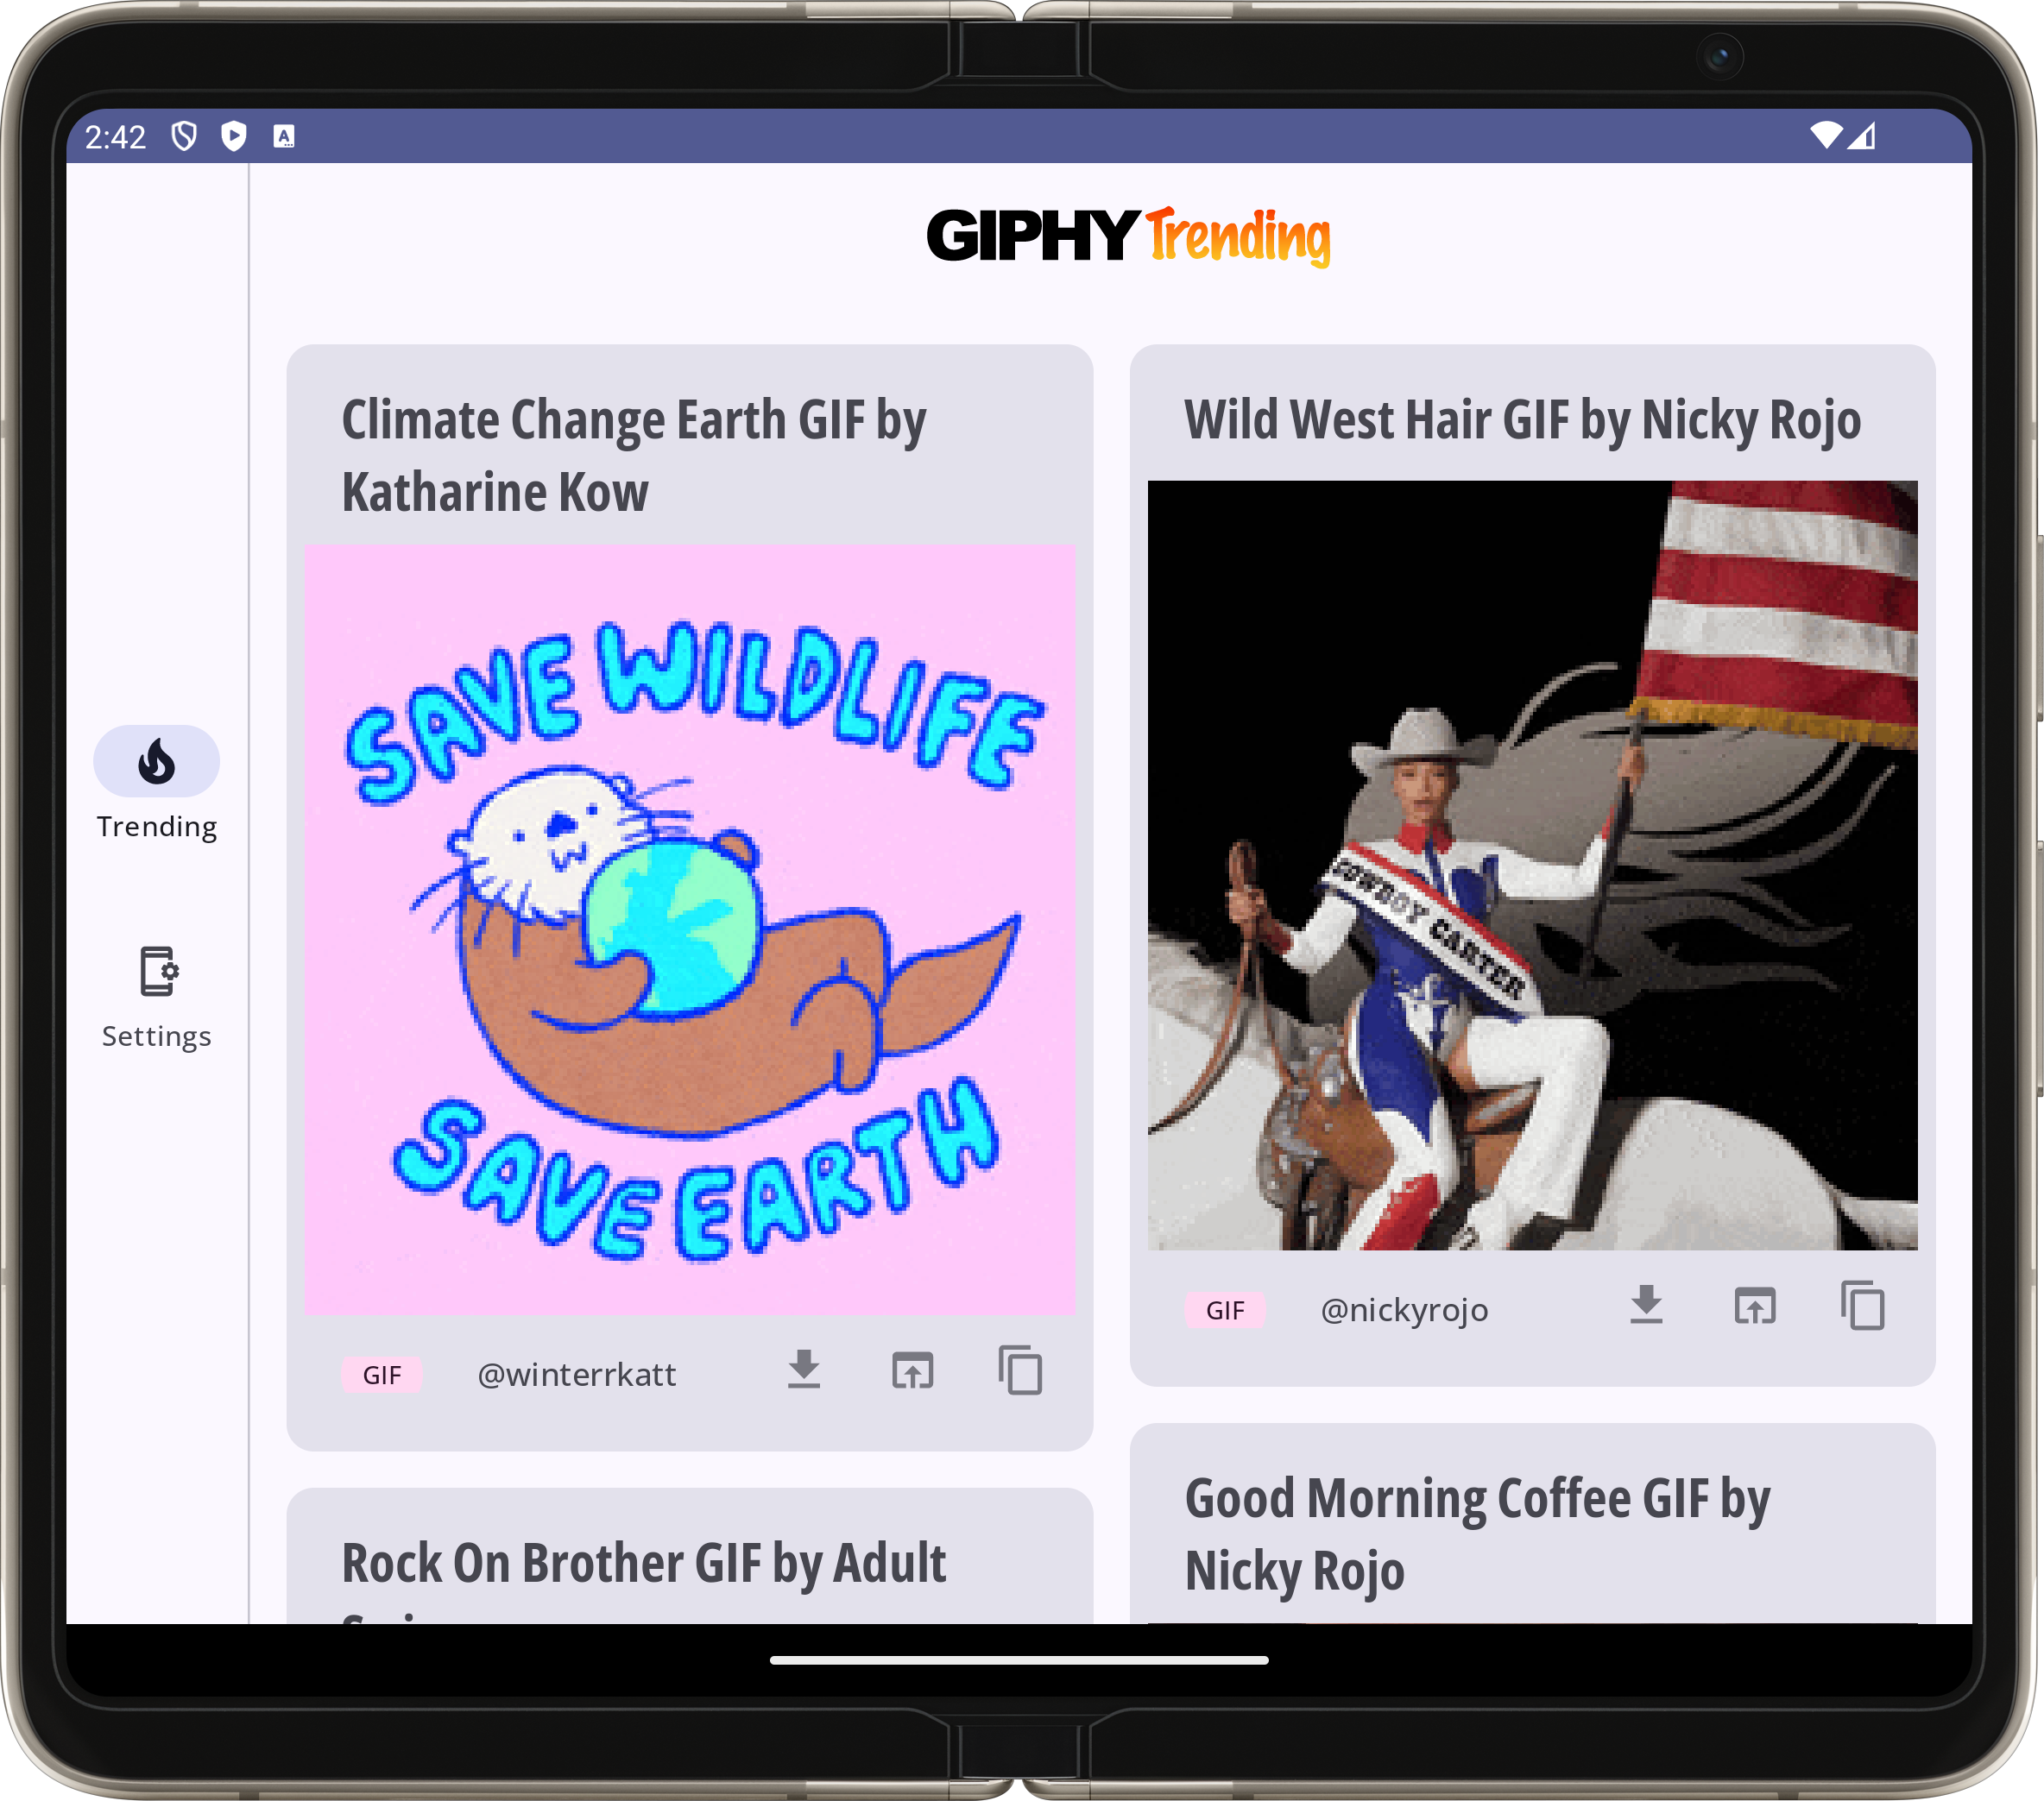 2:42
A
GIPHY Trending
Trending
Settings
Climate Change Earth GIF by
Katharine Kow
SAVE WILDLIFE
SAVE EARTH
GIF @winterrkatt
Rock On Brother GIF by Adult
Wild West Hair GIF by Nicky Rojo
COWBOY CARTER
GIF @nickyrojo
Good Morning Coffee GIF by
Nicky Rojo